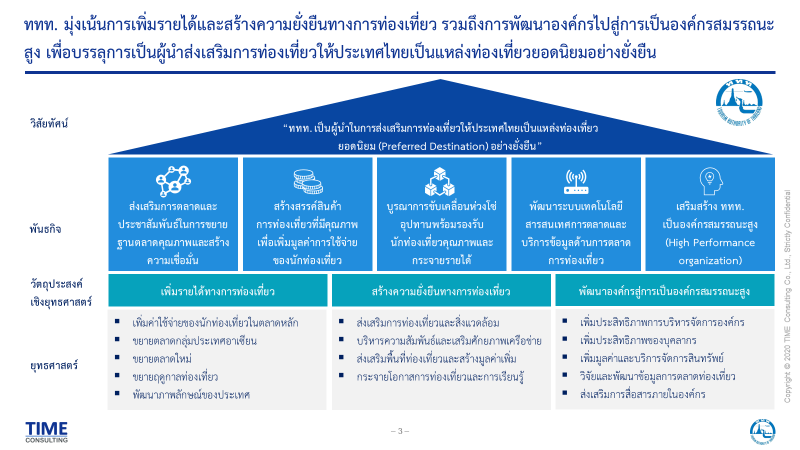 ททท. มุ่งเน้นการเพิ่มรายได้และสร้างความยั่งยืนทางการท่องเที่ยว รวมถึงการพัฒนาองค์กรไปสู่การเป็นองค์กรสมรรถนะ
สูง เพื่อบรรลุการเป็นผู้นำส่งเสริมการท่องเที่ยวให้ประเทศไทยเป็นแหล่งท่องเที่ยวยอดนิยมอย่างยั่งยืน
วิสัยทัศน์
“ททท. เป็นผู้นำในการส่งเสริมการท่องเที่ยวให้ประเทศไทยเป็นแหล่งท่องเที่ยว
ยอดนิยม (Preferred Destination) อย่างยั่งยืน”
ททท
TOURISM AUTHORITY OF THAILAND
พันธกิจ
ส่งเสริมการตลาดและ
ประชาสัมพันธ์ในการขยาย
ฐานตลาดคุณภาพและสร้าง
ความเชื่อมั่น
สร้างสรรค์สินค้า
การท่องเที่ยวที่มีคุณภาพ
เพื่อเพิ่มมูลค่าการใช้จ่าย
ของนักท่องเที่ยว
บูรณาการขับเคลื่อนห่วงโซ่
อุปทานพร้อมรองรับ
นักท่องเที่ยวคุณภาพและ
กระจายรายได้
พัฒนาระบบเทคโนโลยี
สารสนเทศการตลาดและ
บริการข้อมูลด้านการตลาด
การท่องเที่ยว
เสริมสร้าง ททท.
เป็นองค์กรสมรรถนะสูง
(High Performance
organization)
วัตถุประสงค์
เชิงยุทธศาสตร์
เพิ่มรายได้ทางการท่องเที่ยว
สร้างความยั่งยืนทางการท่องเที่ยว
พัฒนาองค์กรสู่การเป็นองค์กรสมรรถนะสูง
ยุทธศาสตร์
▪ เพิ่มค่าใช้จ่ายของนักท่องเที่ยวในตลาดหลัก
▪ ขยายตลาดกลุ่มประเทศอาเซียน
▪ ขยายตลาดใหม่
▪ ขยายฤดูกาลท่องเที่ยว
▪ พัฒนาภาพลักษณ์ของประเทศ
▪ ส่งเสริมการท่องเที่ยวและสิ่งแวดล้อม
▪ บริหารความสัมพันธ์และเสริมศักยภาพเครือข่าย
▪ ส่งเสริมพื้นที่ท่องเที่ยวและสร้างมูลค่าเพิ่ม
▪ กระจายโอกาสการท่องเที่ยวและการเรียนรู้
▪ เพิ่มประสิทธิภาพการบริหารจัดการองค์กร
▪ เพิ่มประสิทธิภาพของบุคลากร
▪ เพิ่มมูลค่าและบริการจัดการสินทรัพย์
▪ วิจัยและพัฒนาข้อมูลการตลาดท่องเที่ยว
▪ ส่งเสริมการสื่อสารภายในองค์กร
Copyright © 2020 TIME Consulting Co., Ltd., Strictly Confidential
TIME
CONSULTING
– 3 –
ททท